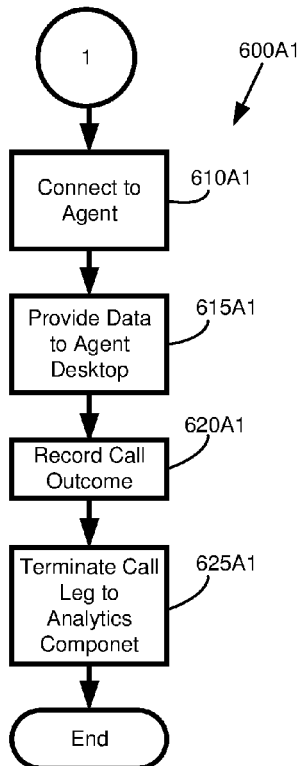 1
600A1
Connect to
Agent
610A1
Provide Data
to Agent
Desktop
615A1
Record Call
Outcome
620A1
Terminate Call
Leg to
Analytics
Componet
625A1
End